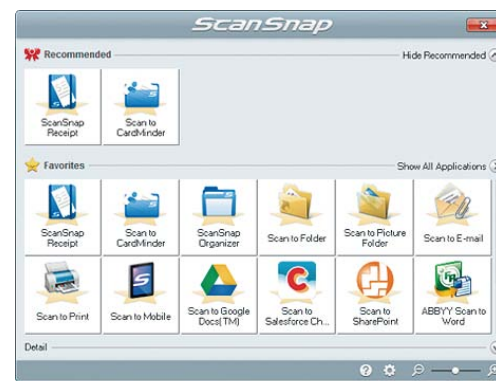 ScanSnap
Recommended
Hide Recommended
ScanSnap
Receipt
Scan to
CardMinder
Favorites
Show All Applications
ScanSnap
Receipt
Scan to
CardMinder
ScanSnap
Organizer
Scan to Folder
Scan to Picture
Folder
Scan to E-mail
Scan to Print
Scan to Mobile
Scan to Google
Docs(TM)
Scan to
Salesforce Ch...
Scan to
SharePoint
ABBYY Scan to
Word
Detail